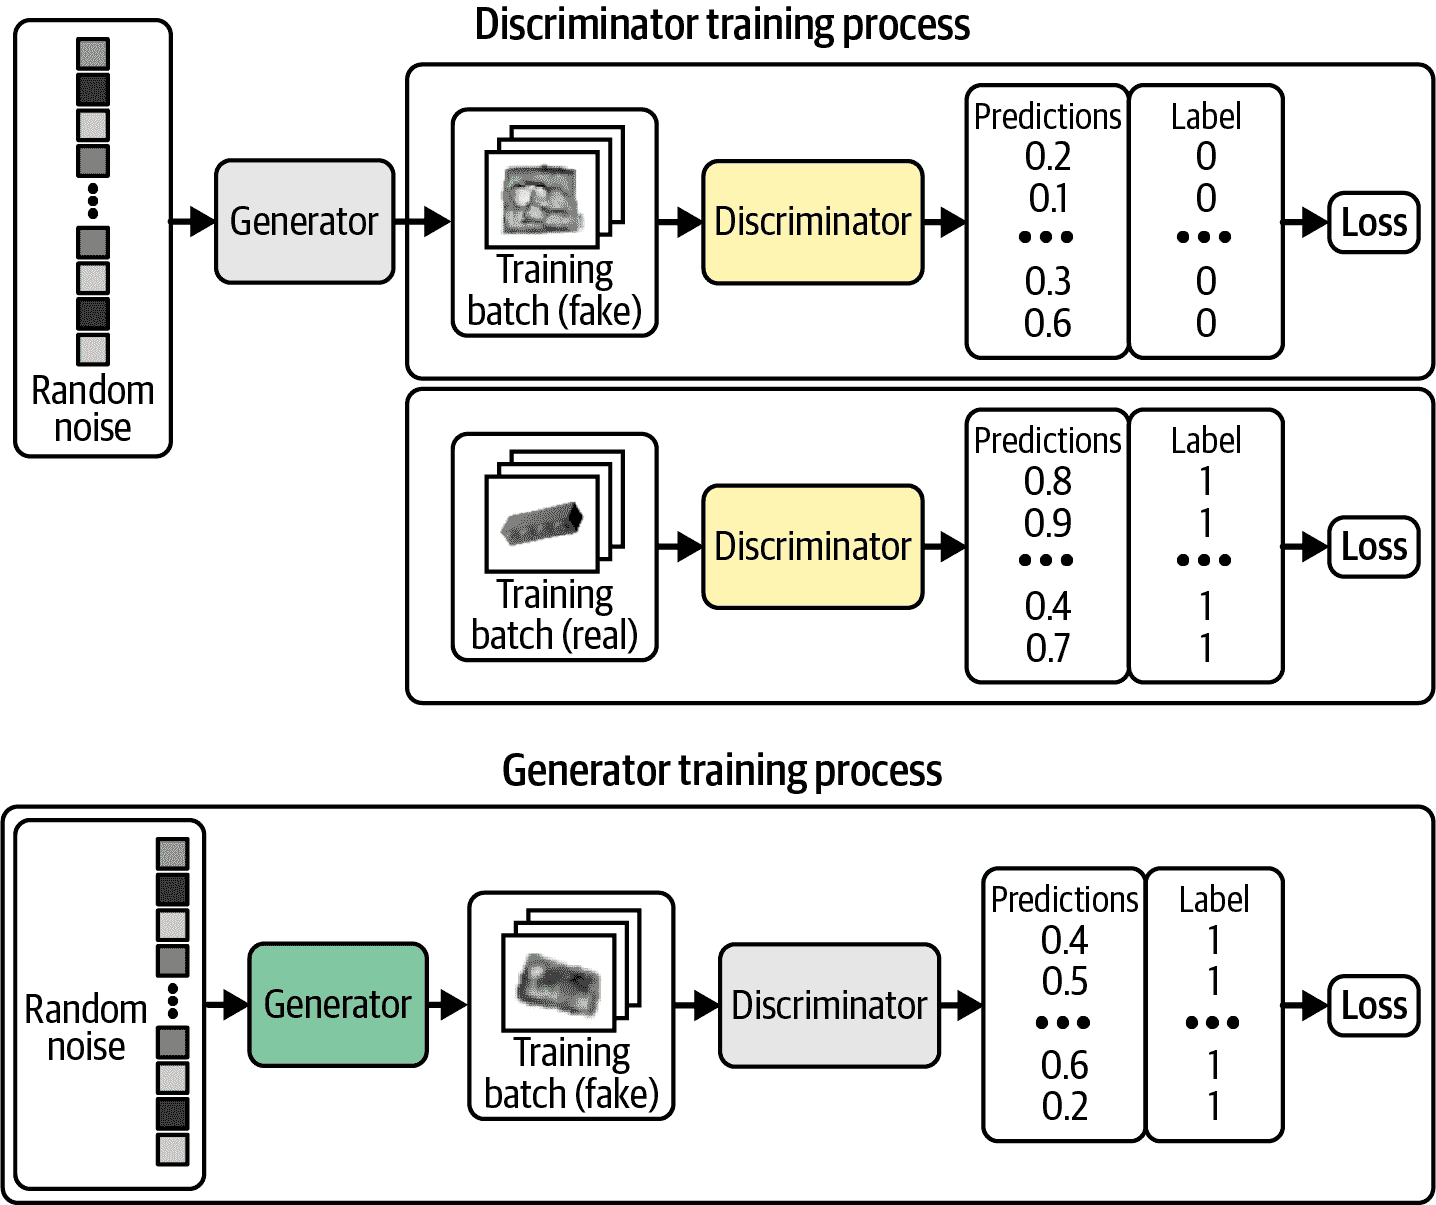 Discriminator training process
Random
noise
Generator
Training
batch (fake)
Discriminator
Predictions
0.2
0.1
...
0.3
0.6
Label
0
0
...
0
0
Loss
Training
batch (real)
Discriminator
Predictions
0.8
0.9
...
0.4
0.7
Label
1
1
...
1
1
Loss
Generator training process
Random
noise
Generator
Training
batch (fake)
Discriminator
Predictions
0.4
0.5
...
0.6
0.2
Label
1
1
...
1
1
Loss